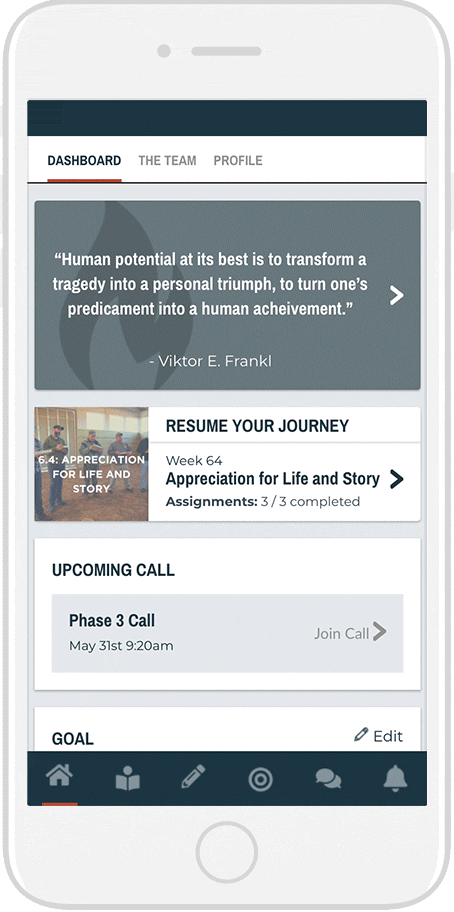 DASHBOARD THE TEAM PROFILE
“Human potential at its best is to transform a
tragedy into a personal triumph, to turn one’s
predicament into a human acheivement.”
- Viktor E. Frankl
6.4: APPRECIATION
FOR LIFE AND
STORY
RESUME YOUR JOURNEY
Week 64
Appreciation for Life and Story
Assignments: 3 / 3 completed
UPCOMING CALL
Phase 3 Call
May 31st 9:20am
Join Call
GOAL
Edit